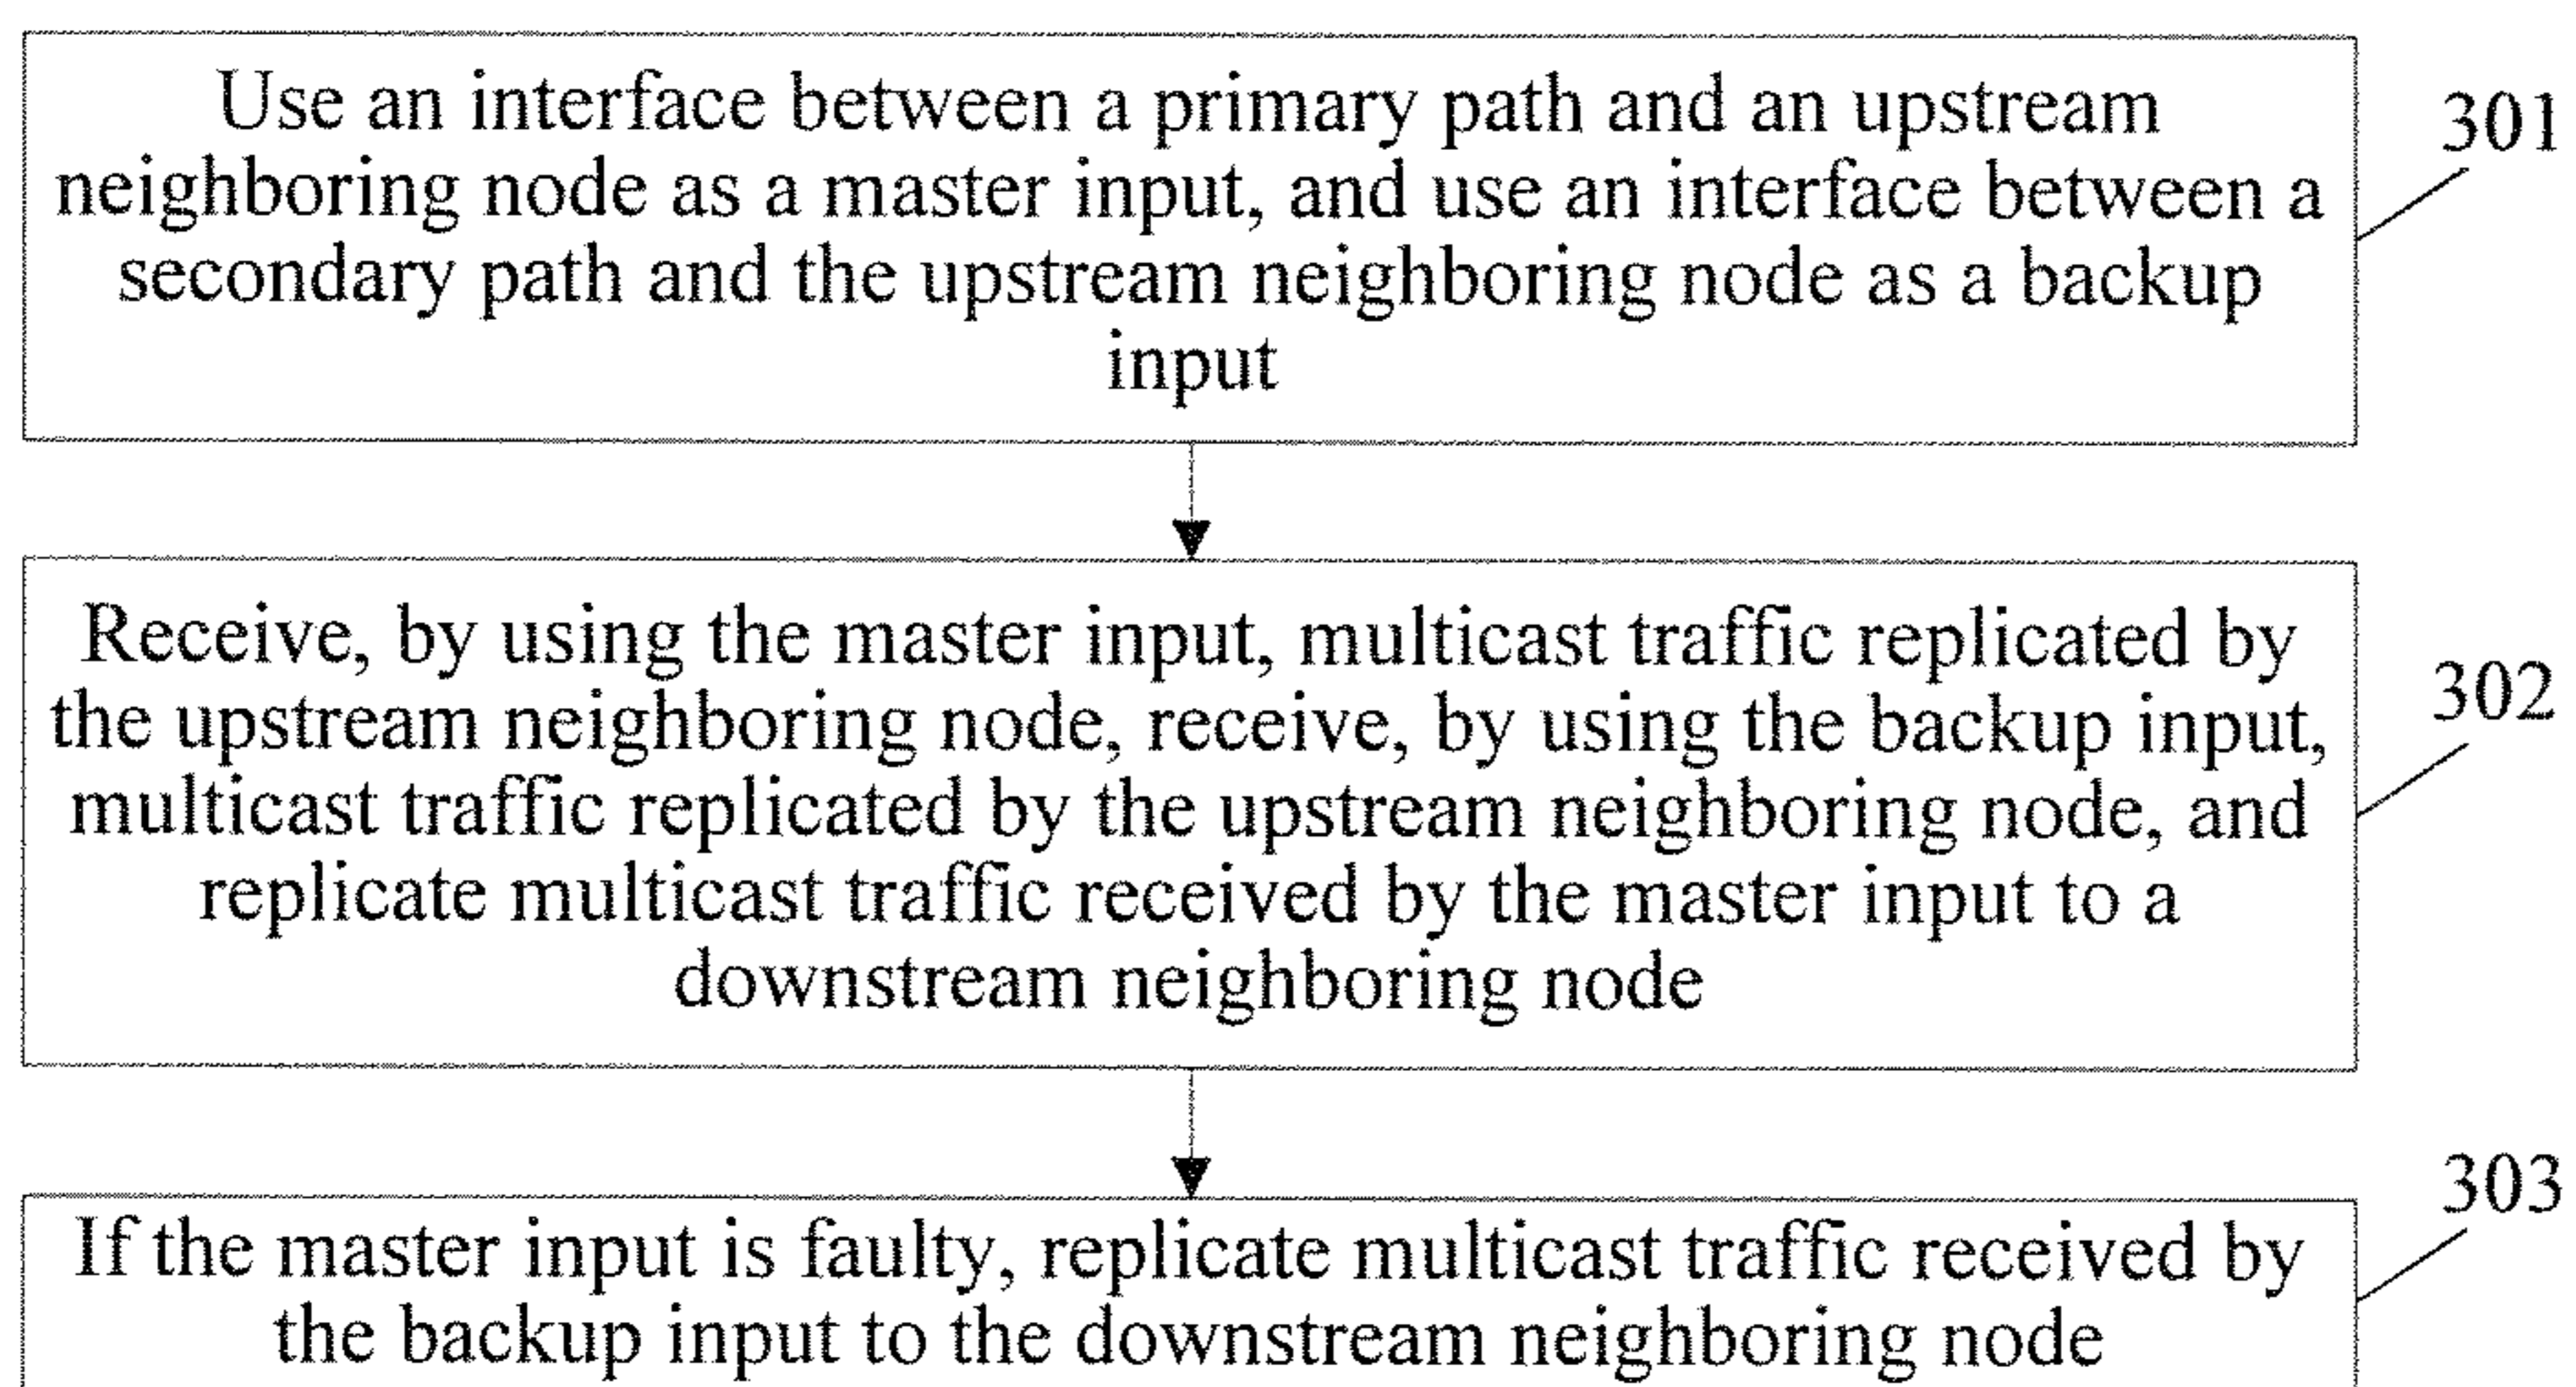 Use an interface between a primary path and an upstream
neighboring node as a master input, and use an interface between a
secondary path and the upstream neighboring node as a backup
input
301
Receive, by using the master input, multicast traffic replicated by
the upstream neighboring node, receive, by using the backup input,
multicast traffic replicated by the upstream neighboring node, and
replicate multicast traffic received by the master input to a
downstream neighboring node
302
If the master input is faulty, replicate multicast traffic received by
the backup input to the downstream neighboring node
303